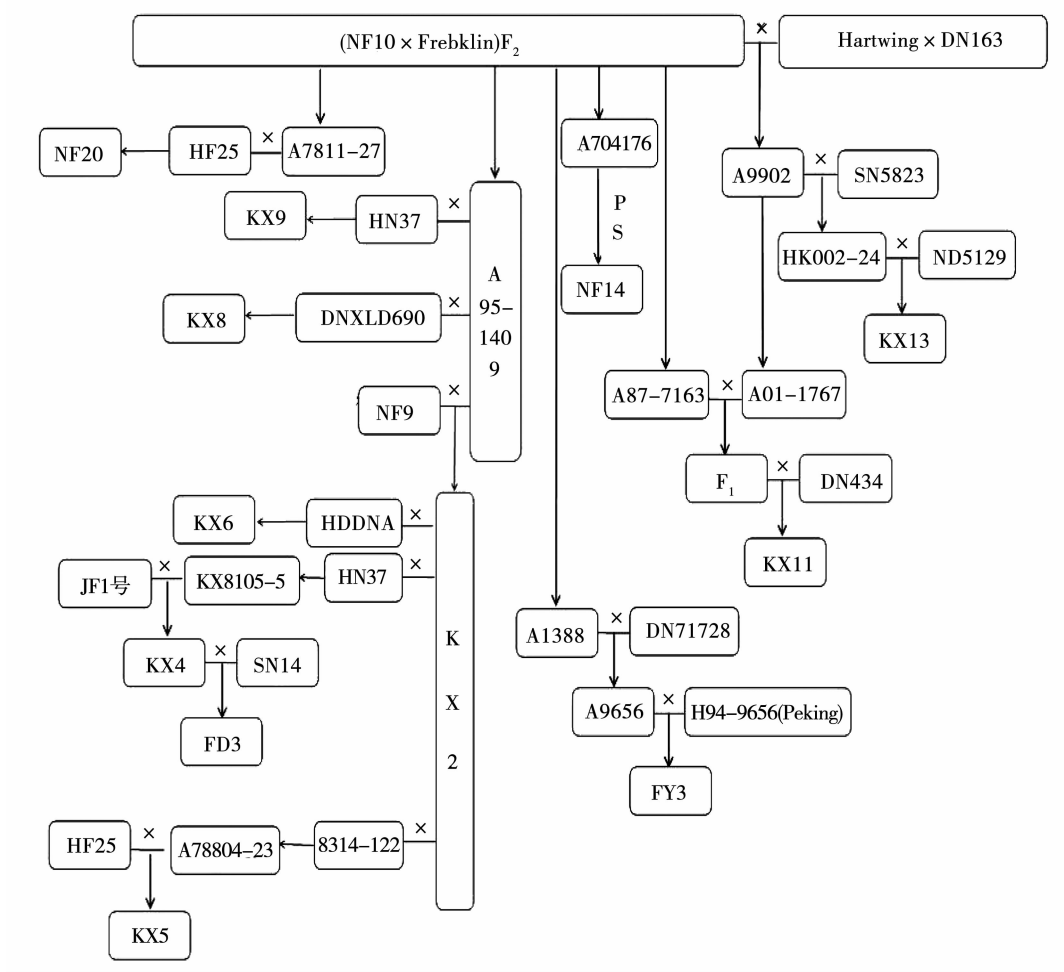 (NF10×Frebklin)F₂
×
Hartwing×DN163
NF20
HF25
×
A7811-27
A704176
A9902
×
SN5823
KX9
HN37
×
P
S
HK002-24
×
ND5129
A
95-
140
9
NF14
KX8
DNXLD690
×
KX13
NF9
×
A87-7163
×
A01-1767
F₁
×
DN434
KX6
HDDNA
×
KX11
JF1号
×
KX8105-5
HN37
×
K
X
2
A1388
×
DN71728
KX4
×
SN14
A9656
×
H94-9656(Peking)
FD3
FY3
HF25
×
A78804-23
8314-122
×
KX5